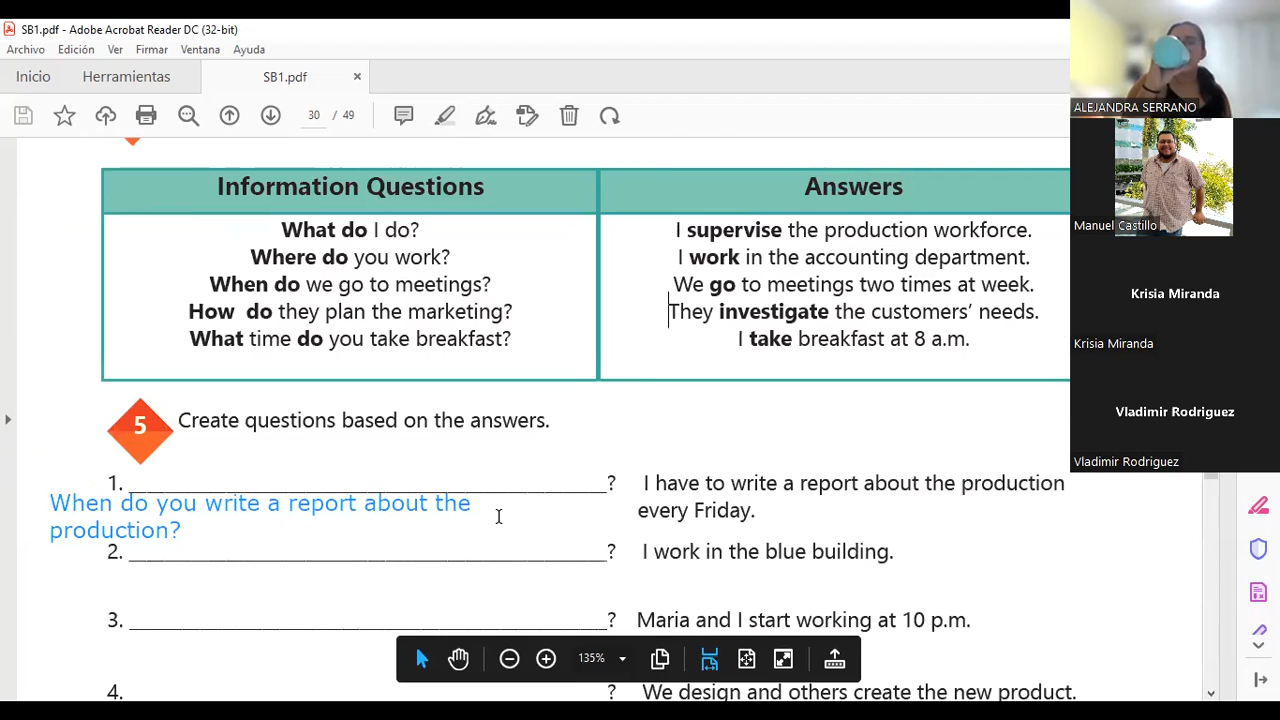 SB1.pdf - Adobe Acrobat Reader DC (32-bit)
Archivo Edición Ver Firmar Ventana Ayuda
Inicio Herramientas SB1.pdf ×
30 / 49
Information Questions Answers
What do I do? I supervise the production workforce.
Where do you work? I work in the accounting department.
When do we go to meetings? We go to meetings two times at week.
How do they plan the marketing? They investigate the customers' needs.
What time do you take breakfast? I take breakfast at 8 a.m.
5 Create questions based on the answers.
1. ? I have to write a report about the production
every Friday.
When do you write a report about the
production?
2. ? I work in the blue building.
3. ? Maria and I start working at 10 p.m.
4. ? We design and others create the new product.
135%
ALEJANDRA SERRANO
Manuel Castillo
Krisia Miranda
Krisia Miranda
Vladimir Rodriguez
Vladimir Rodriguez